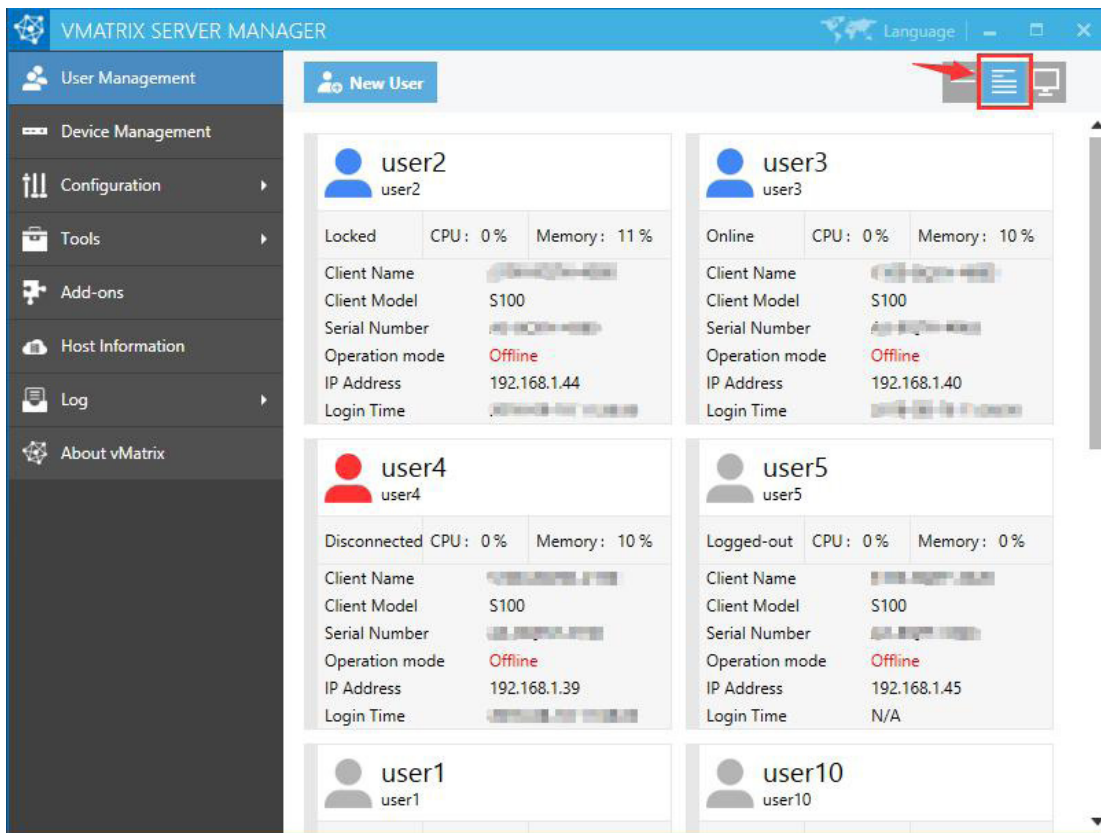 VMATRIX SERVER MANAGER
Language
User Management
Device Management
Configuration
Tools
Add-ons
Host Information
Log
About vMatrix
New User
user2
user2
Locked CPU: 0% Memory: 11%
Client Name
Client Model S100
Serial Number
Operation mode Offline
IP Address 192.168.1.44
Login Time
user3
user3
Online CPU: 0% Memory: 10%
Client Name
Client Model S100
Serial Number
Operation mode Offline
IP Address 192.168.1.40
Login Time
user4
user4
Disconnected CPU: 0% Memory: 10%
Client Name
Client Model S100
Serial Number
Operation mode Offline
IP Address 192.168.1.39
Login Time
user5
user5
Logged-out CPU: 0% Memory: 0%
Client Name
Client Model S100
Serial Number
Operation mode Offline
IP Address 192.168.1.45
Login Time N/A
user1
user1
user10
user10